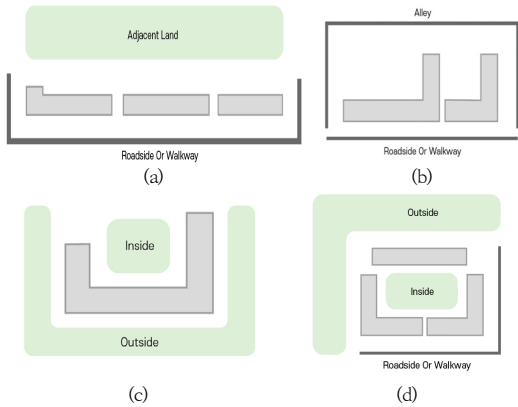 Adjacent Land
Roadside Or Walkway
(a)
Alley
Roadside Or Walkway
(b)
Inside
Outside
(c)
Outside
Inside
Roadside Or Walkway
(d)